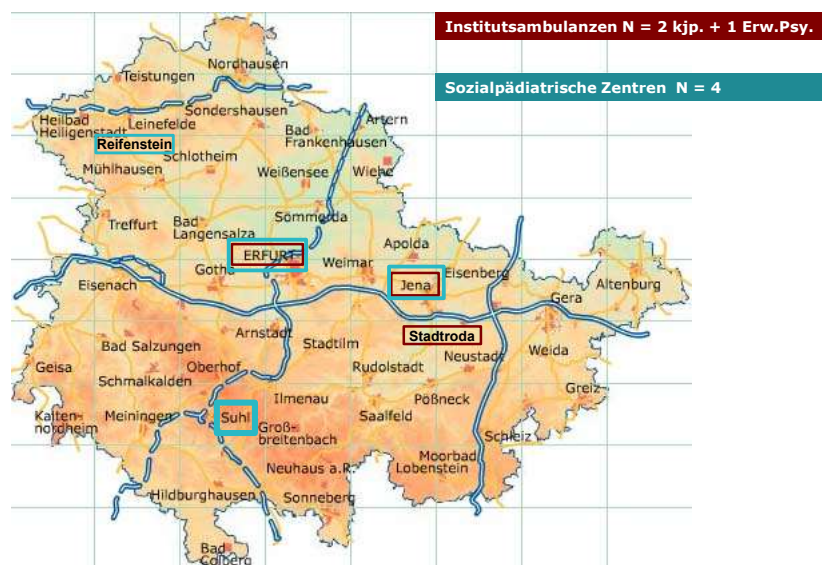 Institutsambulanzen N = 2 kjp. + 1 Erw.Psy.
Sozialpädiatrische Zentren N = 4
Nordhausen
Teistungen
Sondershausen
Artern
Heilbad
Heiligenstadt
Leinefelde
Bad
Frankenhausen
Reifenstein
Schlotheim
Mühlhausen
Weißensee
Wiehe
Treffurt
Bad
Langensalza
Sömmerda
ERFURT
Apolda
Gotha
Weimar
Eisenberg
Eisenach
Jena
Gera
Altenburg
Arnstadt
Stadtroda
Bad Salzungen
Stadtilm
Neustadt
Weida
Geisa
Oberhof
Rudolstadt
Schmalkalden
Greiz
Ilmenau
Pößneck
Kalten-
nordheim
Meiningen
Suhl
Groß-
breitenbach
Saalfeld
Schleiz
Moorbad
Lobenstein
Neuhaus a.R.
Hildburghausen
Sonneberg
Bad
Colberg